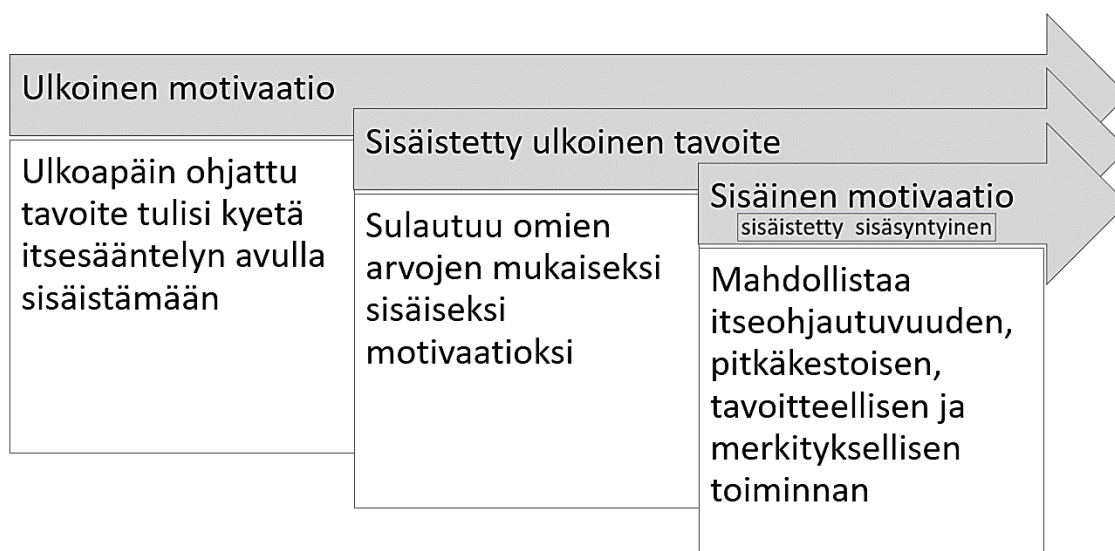 Ulkoinen motivaatio
Ulkoapäin ohjattu
tavoite tulisi kyetä
itsesääntelyn avulla
sisäistämään
Sisäistetty ulkoinen tavoite
Sulautuu omien
arvojen mukaiseksi
sisäiseksi
motivaatioksi
Sisäinen motivaatio
sisäistetty sisäsyntyinen
Mahdollistaa
itseohjautuvuuden,
pitkäkestoisen,
tavoitteellisen ja
merkityksellisen
toiminnan